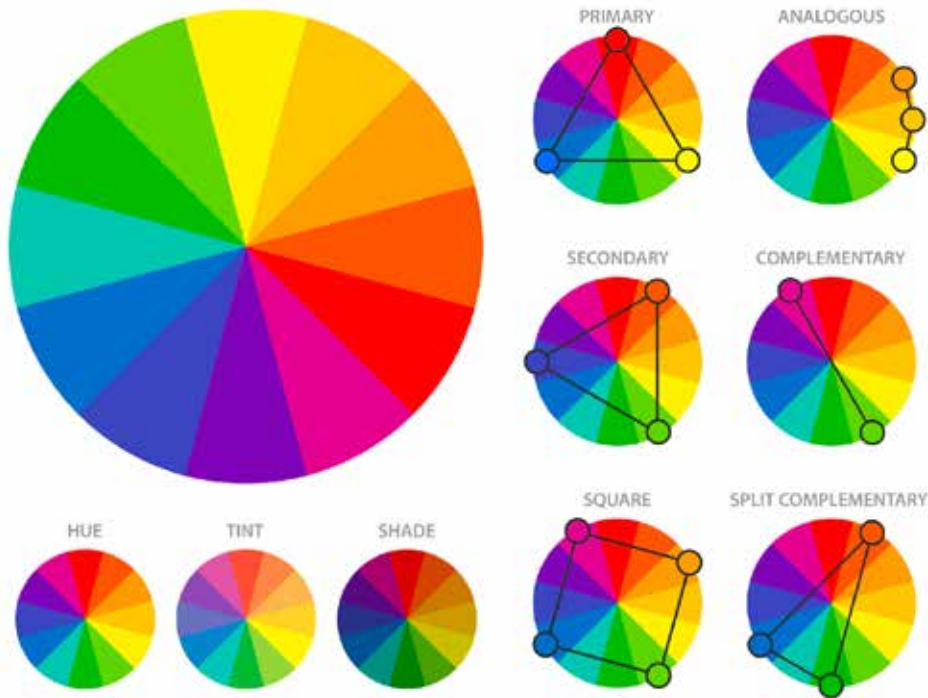 PRIMARY
ANALOGOUS
SECONDARY
COMPLEMENTARY
HUE
TINT
SHADE
SQUARE
SPLIT COMPLEMENTARY